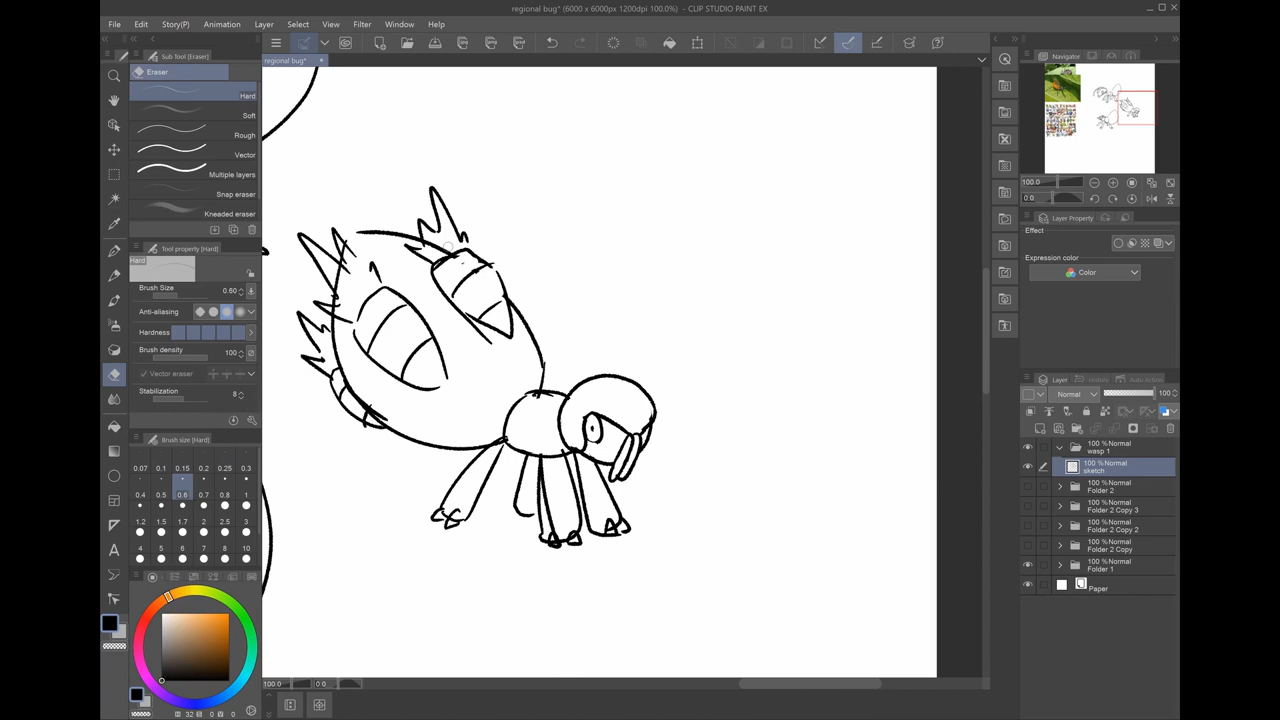 regional bug* (6000 x 6000px 1200dpi 100.0%) - CLIP STUDIO PAINT EX
File Edit Story(P) Animation Layer Select View Filter Window Help
regional bug*
Sub Tool [Eraser]
Eraser
Hard
Soft
Rough
Vector
Multiple layers
Snap eraser
Kneaded eraser
Tool property [Hard]
Hard
Brush Size 0.60
Anti-aliasing
Hardness
Brush density 100
Vector eraser
Stabilization 8
Brush size [Hard]
0.07 0.1 0.15 0.2 0.25 0.3
0.4 0.5 0.6 0.7 0.8 1
1.2 1.5 1.7 2 2.5 3
4 5 6 7 8 10
32 0 0
100.0 0.0
Navigator
100.0
0.0
Layer Property
Effect
Expression color
Color
Layer History Auto Action
Normal 100
100 %Normal
wasp 1
100 %Normal
sketch
100 %Normal
Folder 2
100 %Normal
Folder 2 Copy 3
100 %Normal
Folder 2 Copy 2
100 %Normal
Folder 2 Copy
100 %Normal
Folder 1
Paper